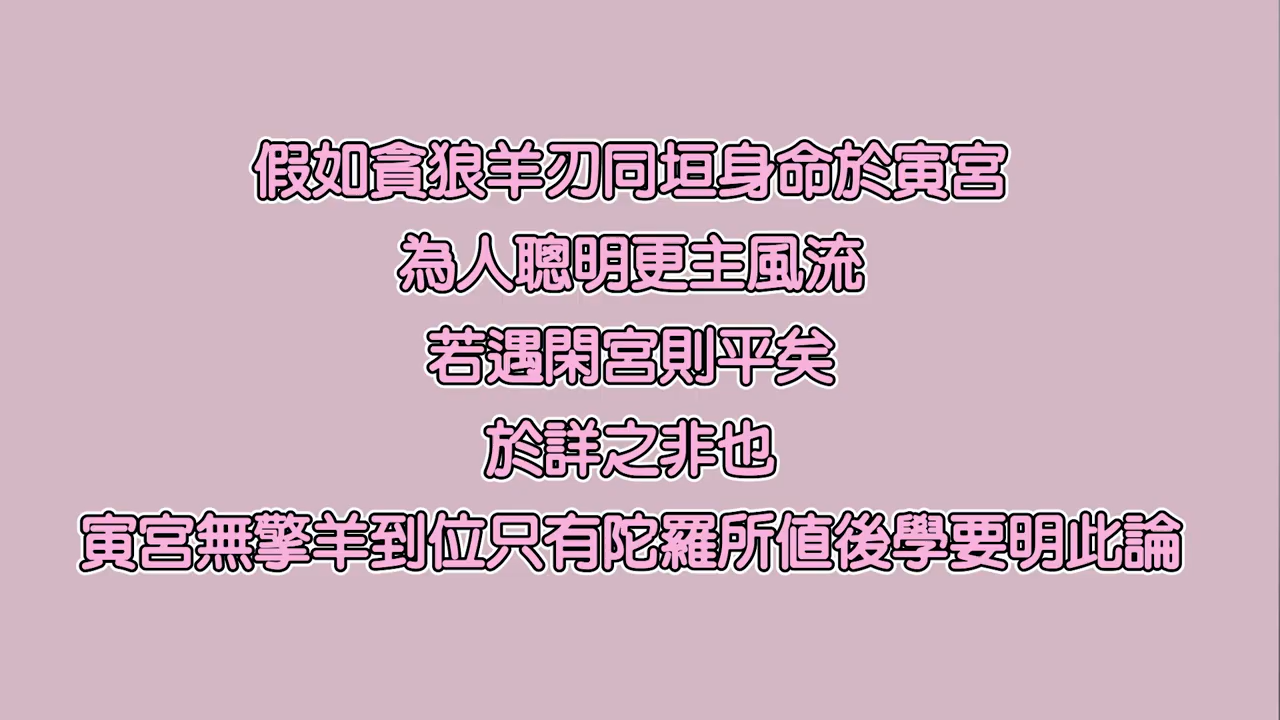 假如貪狼羊刃同垣身命於寅宮
為人聰明更主風流
若遇閑宮則平矣
於詳之非也
寅宮無擎羊到位只有陀羅所值後學要明此論